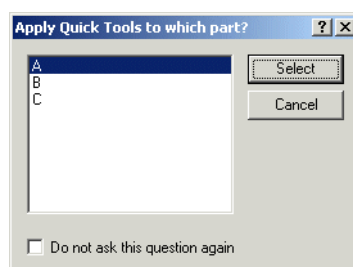 Apply Quick Tools to which part?
A
B
C
Select
Cancel
Do not ask this question again